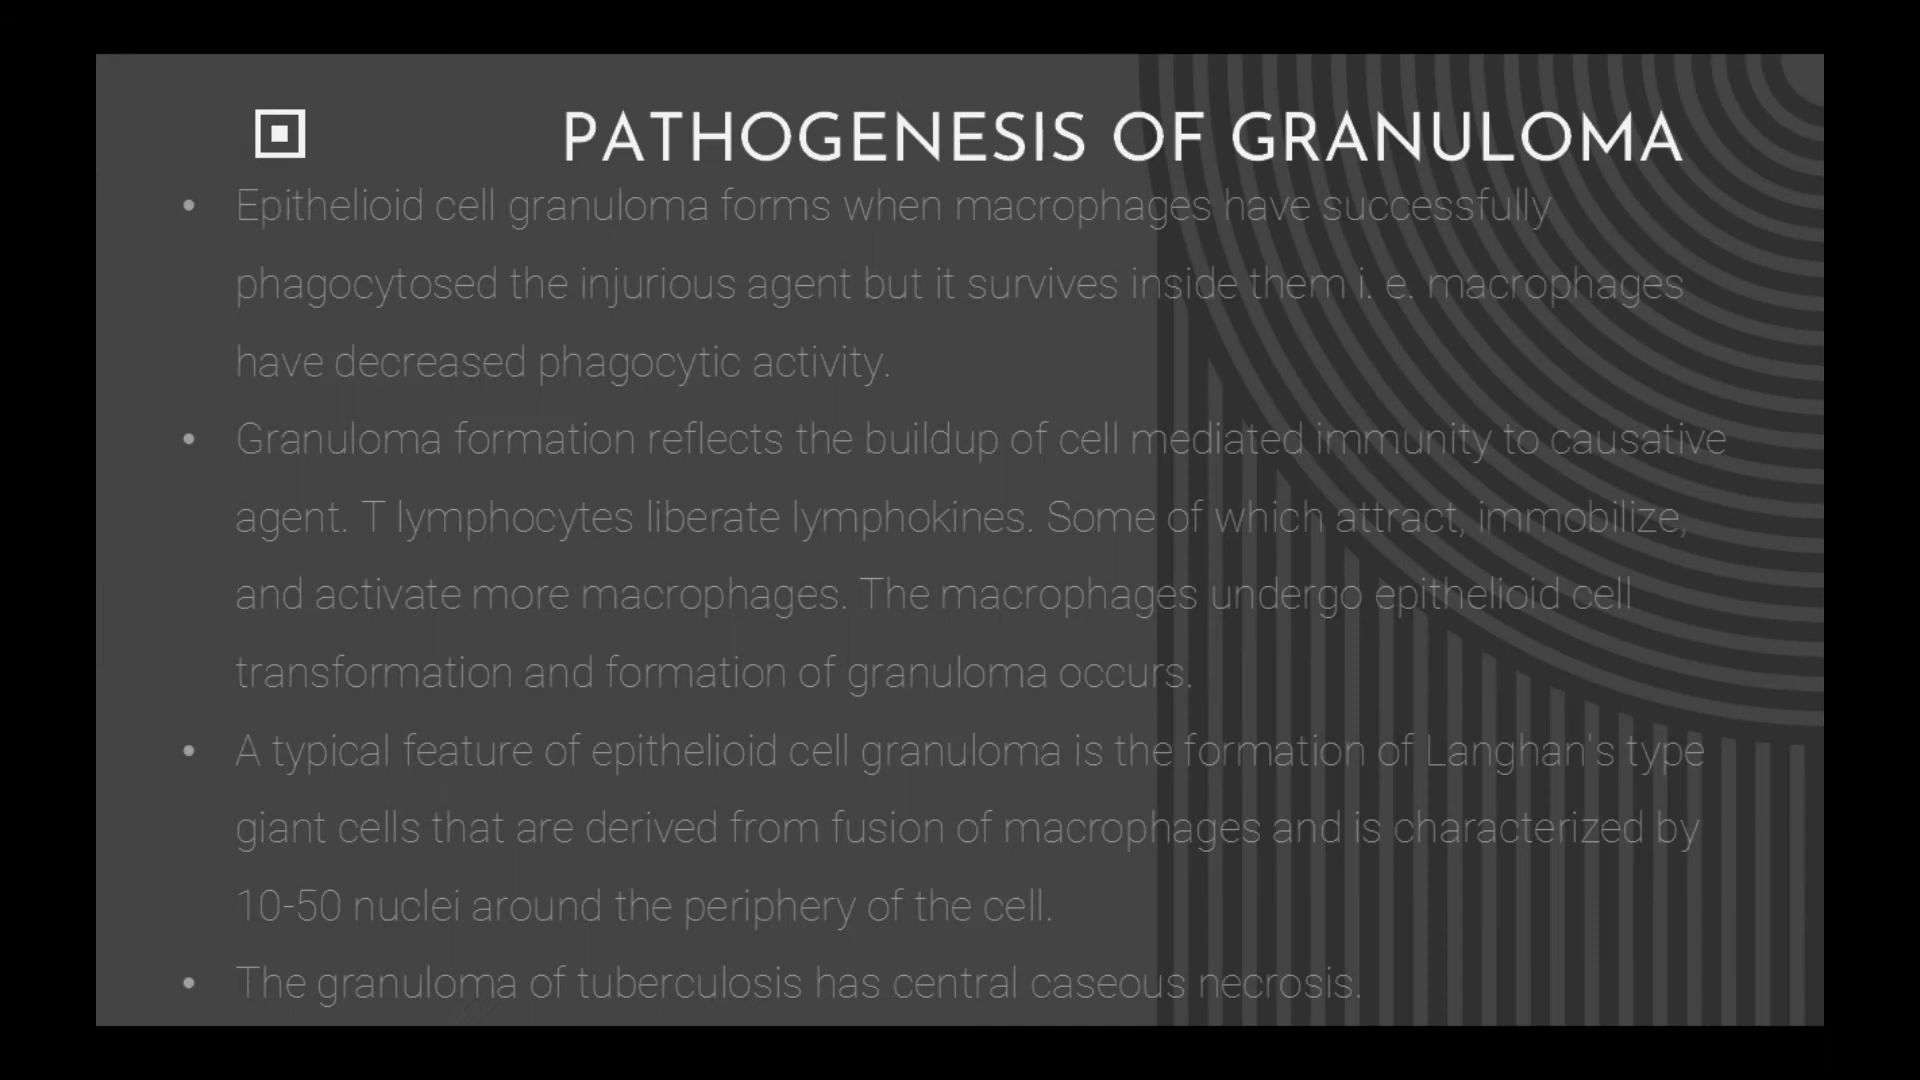 PATHOGENESIS OF GRANULOMA
• Epithelioid cell granuloma forms when macrophages have successfully
phagocytosed the injurious agent but it survives inside them i. e. macrophages
have decreased phagocytic activity.
• Granuloma formation reflects the buildup of cell mediated immunity to causative
agent. T lymphocytes liberate lymphokines. Some of which attract, immobilize,
and activate more macrophages. The macrophages undergo epithelioid cell
transformation and formation of granuloma occurs.
• A typical feature of epithelioid cell granuloma is the formation of Langhan's type
giant cells that are derived from fusion of macrophages and is characterized by
10-50 nuclei around the periphery of the cell.
• The granuloma of tuberculosis has central caseous necrosis.